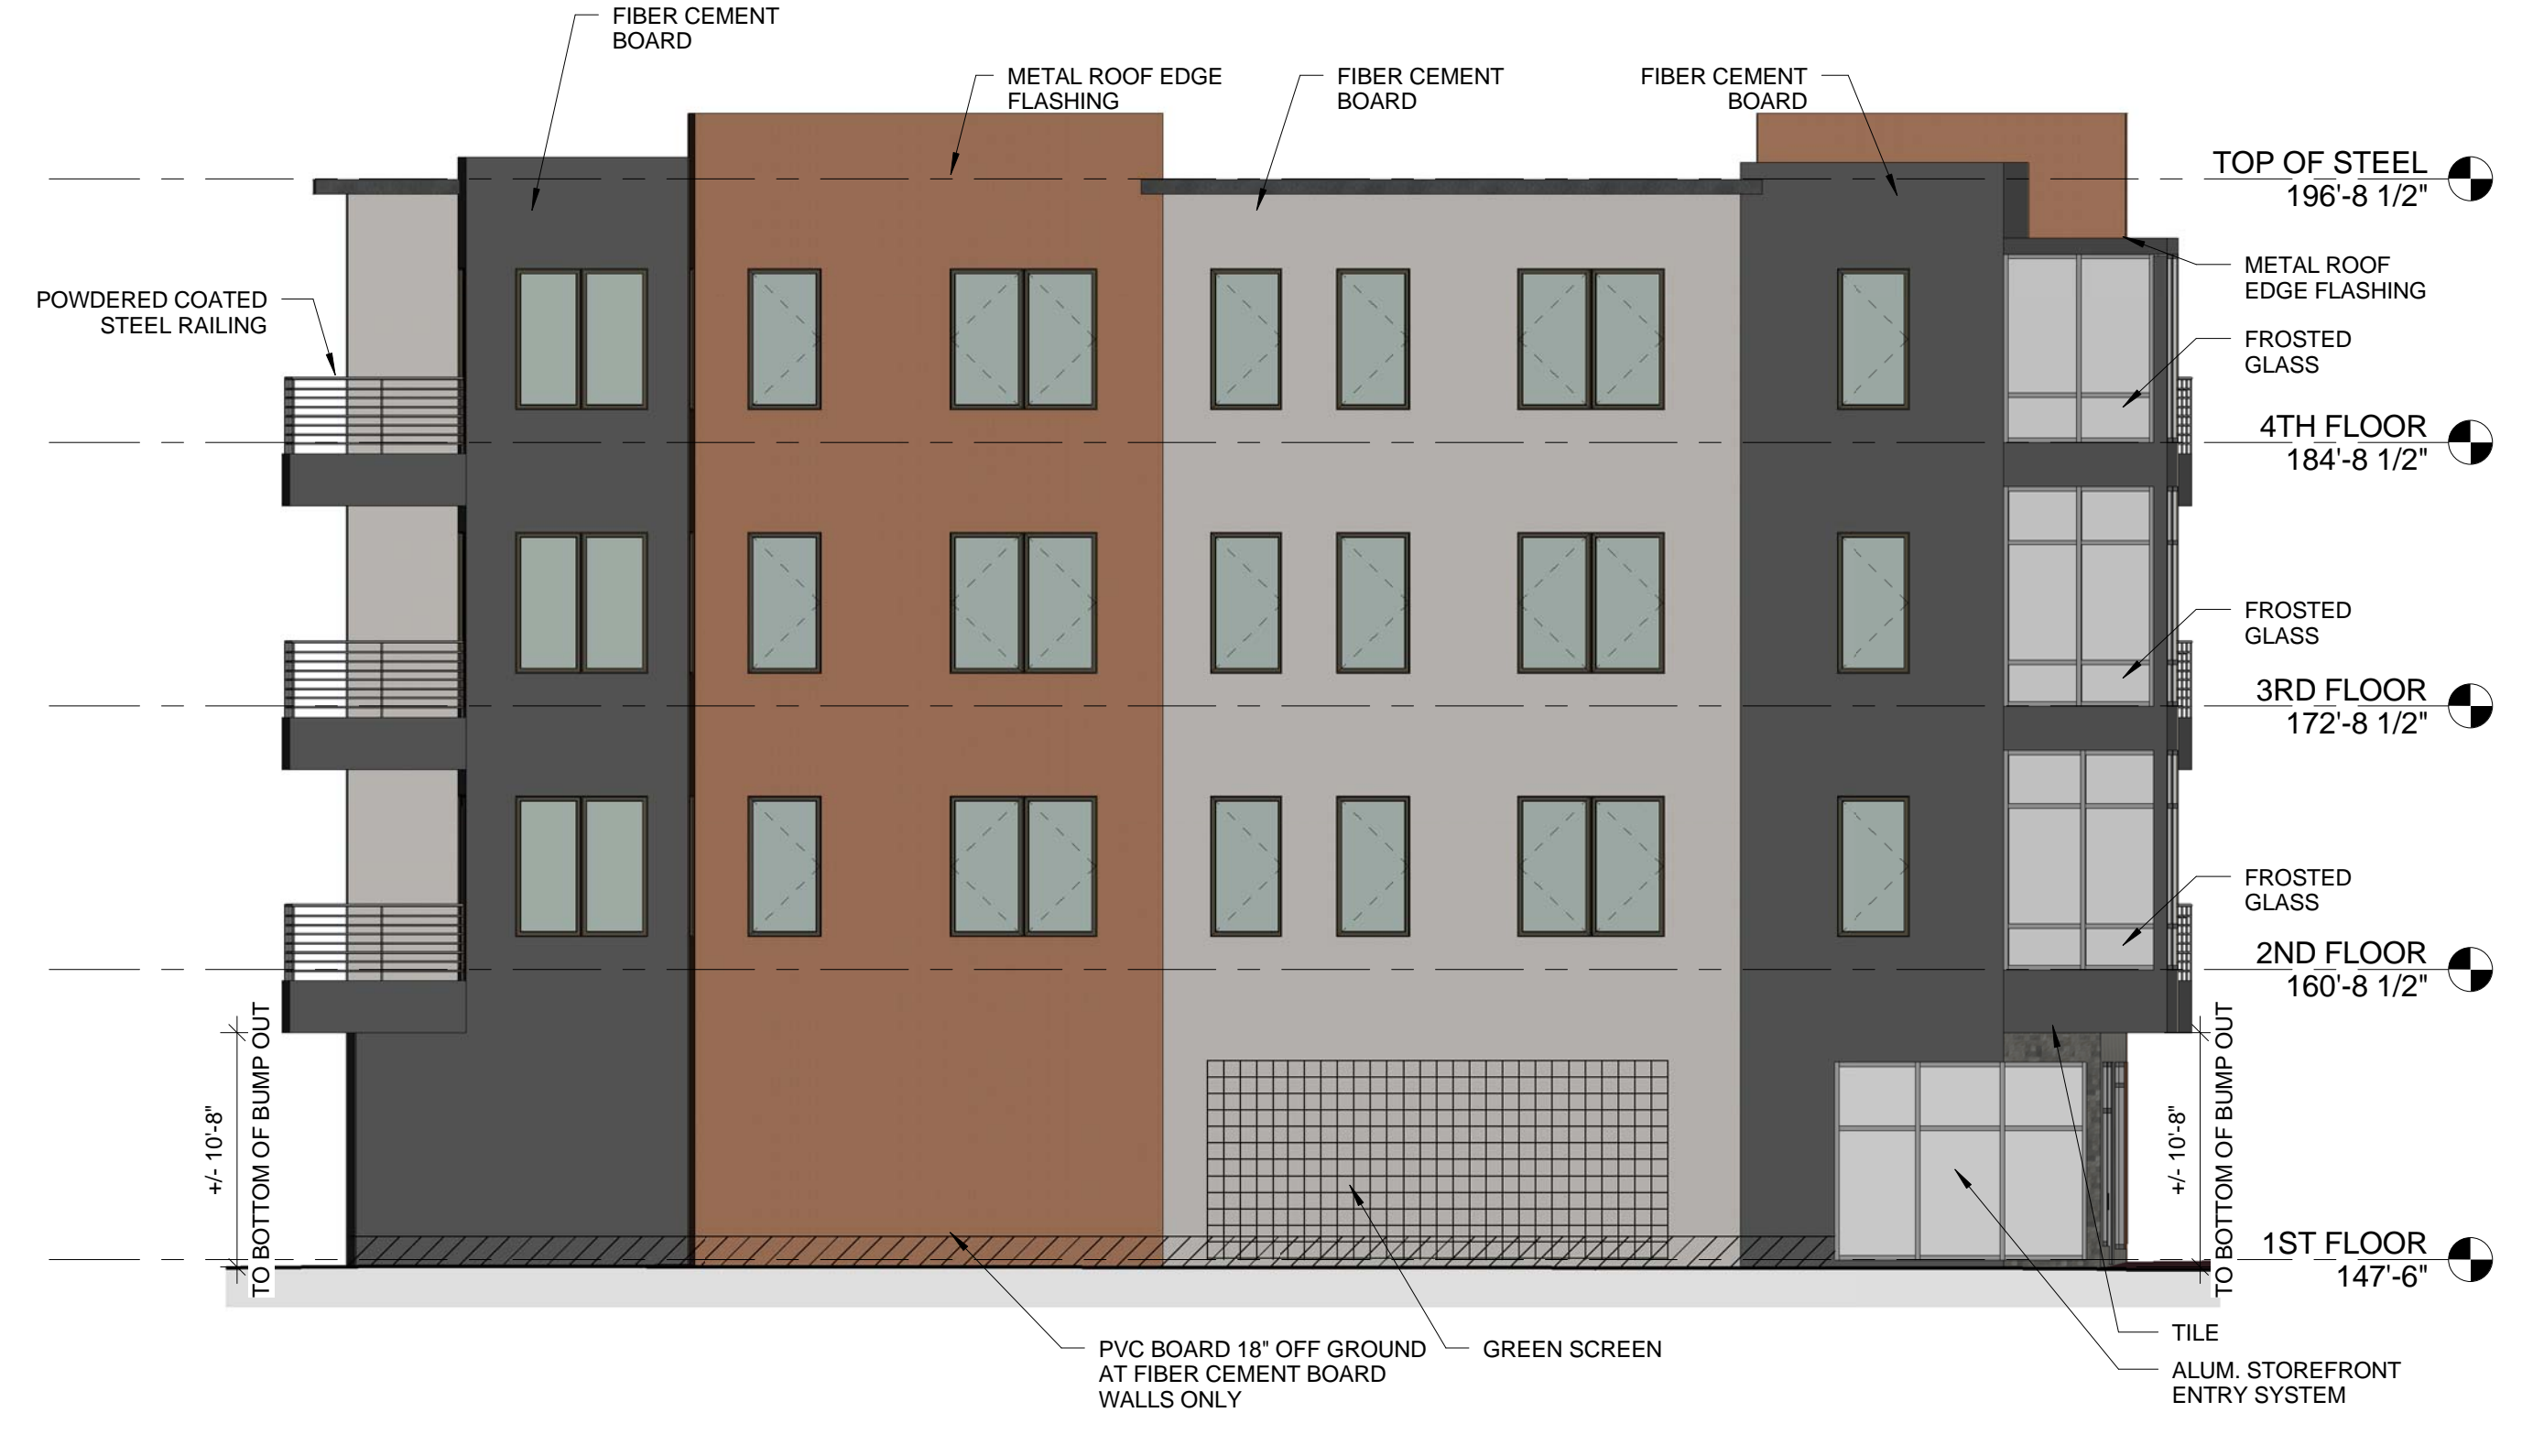 FIBER CEMENT
BOARD
METAL ROOF EDGE
FLASHING
FIBER CEMENT
BOARD
FIBER CEMENT
BOARD
TOP OF STEEL
196'-8 1/2"
METAL ROOF
EDGE FLASHING
POWDERED COATED
STEEL RAILING
FROSTED
GLASS
4TH FLOOR
184'-8 1/2"
FROSTED
GLASS
3RD FLOOR
172'-8 1/2"
FROSTED
GLASS
2ND FLOOR
160'-8 1/2"
+/- 10'-8"
TO BOTTOM OF BUMP OUT
+/- 10'-8"
TO BOTTOM OF BUMP OUT
1ST FLOOR
147'-6"
PVC BOARD 18" OFF GROUND
AT FIBER CEMENT BOARD
WALLS ONLY
GREEN SCREEN
TILE
ALUM. STOREFRONT
ENTRY SYSTEM